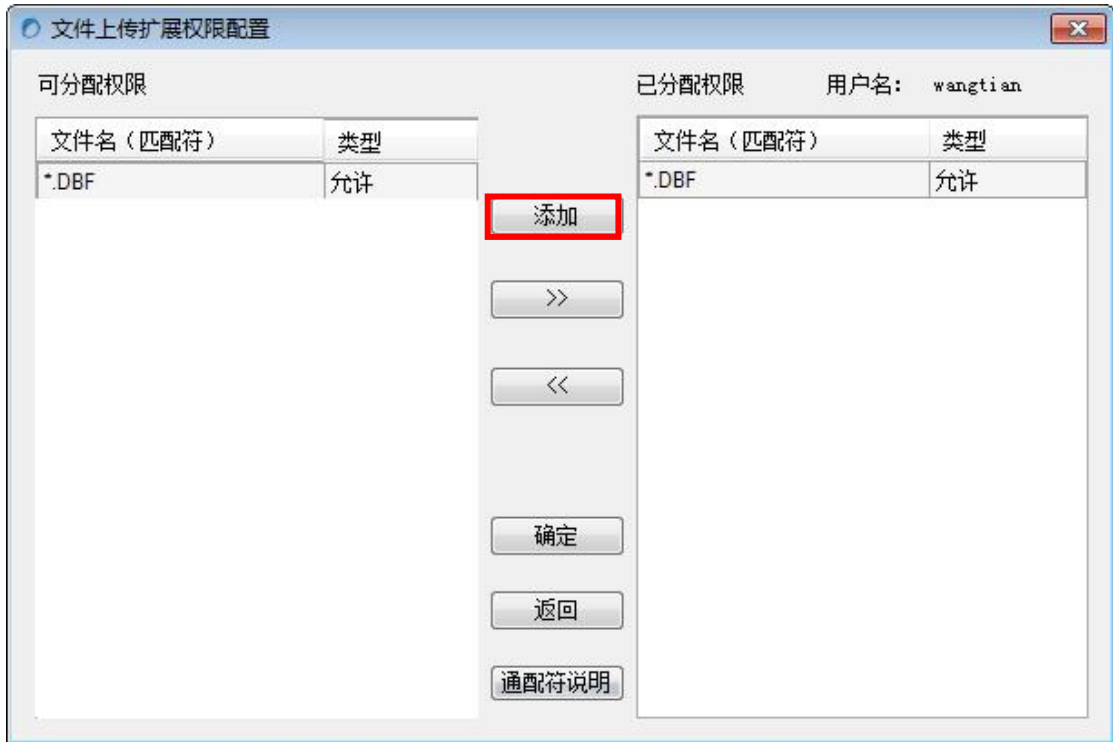 文件上传扩展权限配置
可分配权限 已分配权限 用户名： wangtian
文件名（匹配符） 类型 文件名（匹配符） 类型
*.DBF 允许 *.DBF 允许
添加
>>
<<
确定
返回
通配符说明